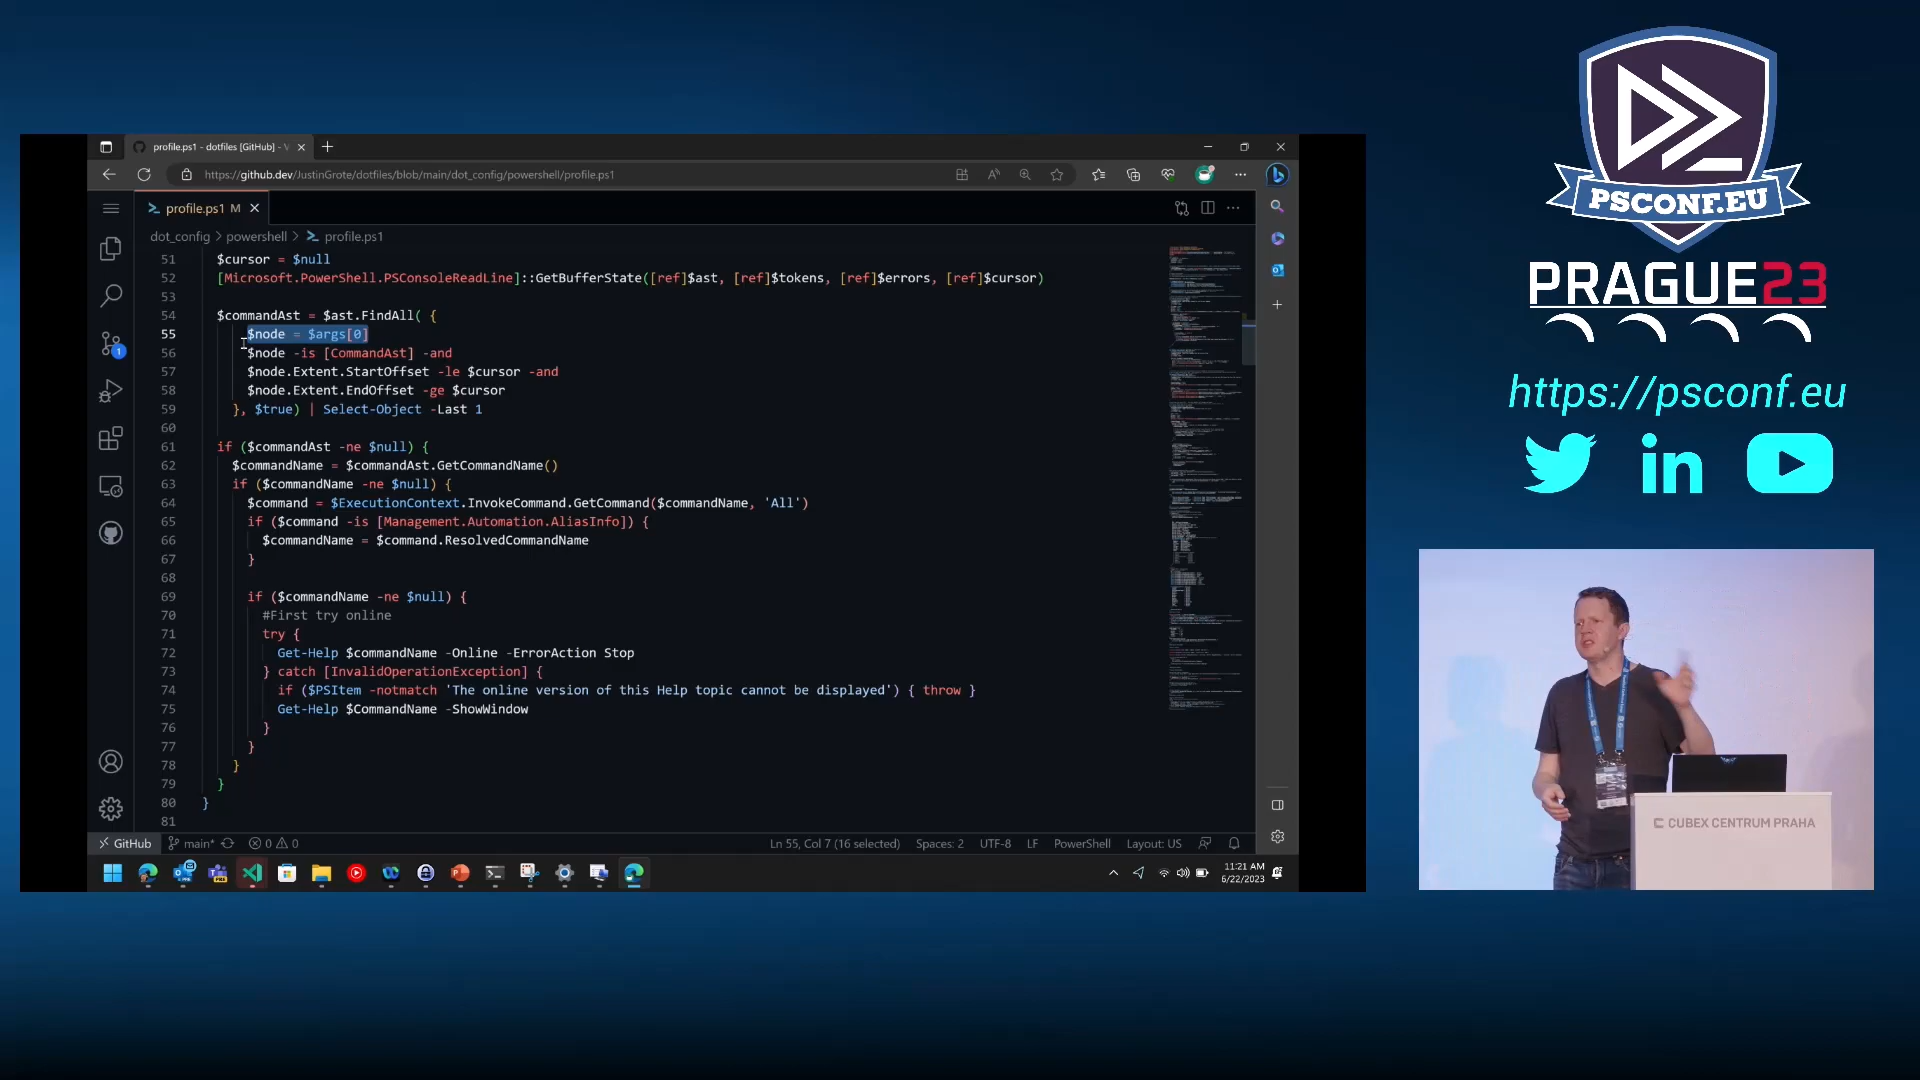 profile.ps1 - dotfiles [GitHub] - V
https://github.dev/JustinGrote/dotfiles/blob/main/dot_config/powershell/profile.ps1
profile.ps1 M
dot_config > powershell > profile.ps1
51 $cursor = $null
52 [Microsoft.PowerShell.PSConsoleReadLine]::GetBufferState([ref]$ast, [ref]$tokens, [ref]$errors, [ref]$cursor)
53
54 $commandAst = $ast.FindAll( {
55 $node = $args[0]
56 $node -is [CommandAst] -and
57 $node.Extent.StartOffset -le $cursor -and
58 $node.Extent.EndOffset -ge $cursor
59 }, $true) | Select-Object -Last 1
60
61 if ($commandAst -ne $null) {
62 $commandName = $commandAst.GetCommandName()
63 if ($commandName -ne $null) {
64 $command = $ExecutionContext.InvokeCommand.GetCommand($commandName, 'All')
65 if ($command -is [Management.Automation.AliasInfo]) {
66 $commandName = $command.ResolvedCommandName
67 }
68
69 if ($commandName -ne $null) {
70 #First try online
71 try {
72 Get-Help $commandName -Online -ErrorAction Stop
73 } catch [InvalidOperationException] {
74 if ($PSItem -notmatch 'The online version of this Help topic cannot be displayed') { throw }
75 Get-Help $CommandName -ShowWindow
76 }
77 }
78 }
79 }
80 }
81
1
GitHub main* 0 0 Ln 55, Col 7 (16 selected) Spaces: 2 UTF-8 LF PowerShell Layout: US
11:21 AM
6/22/2023
PSCONF.EU
PRAGUE23
https://psconf.eu
in
CUBEX CENTRUM PRAHA